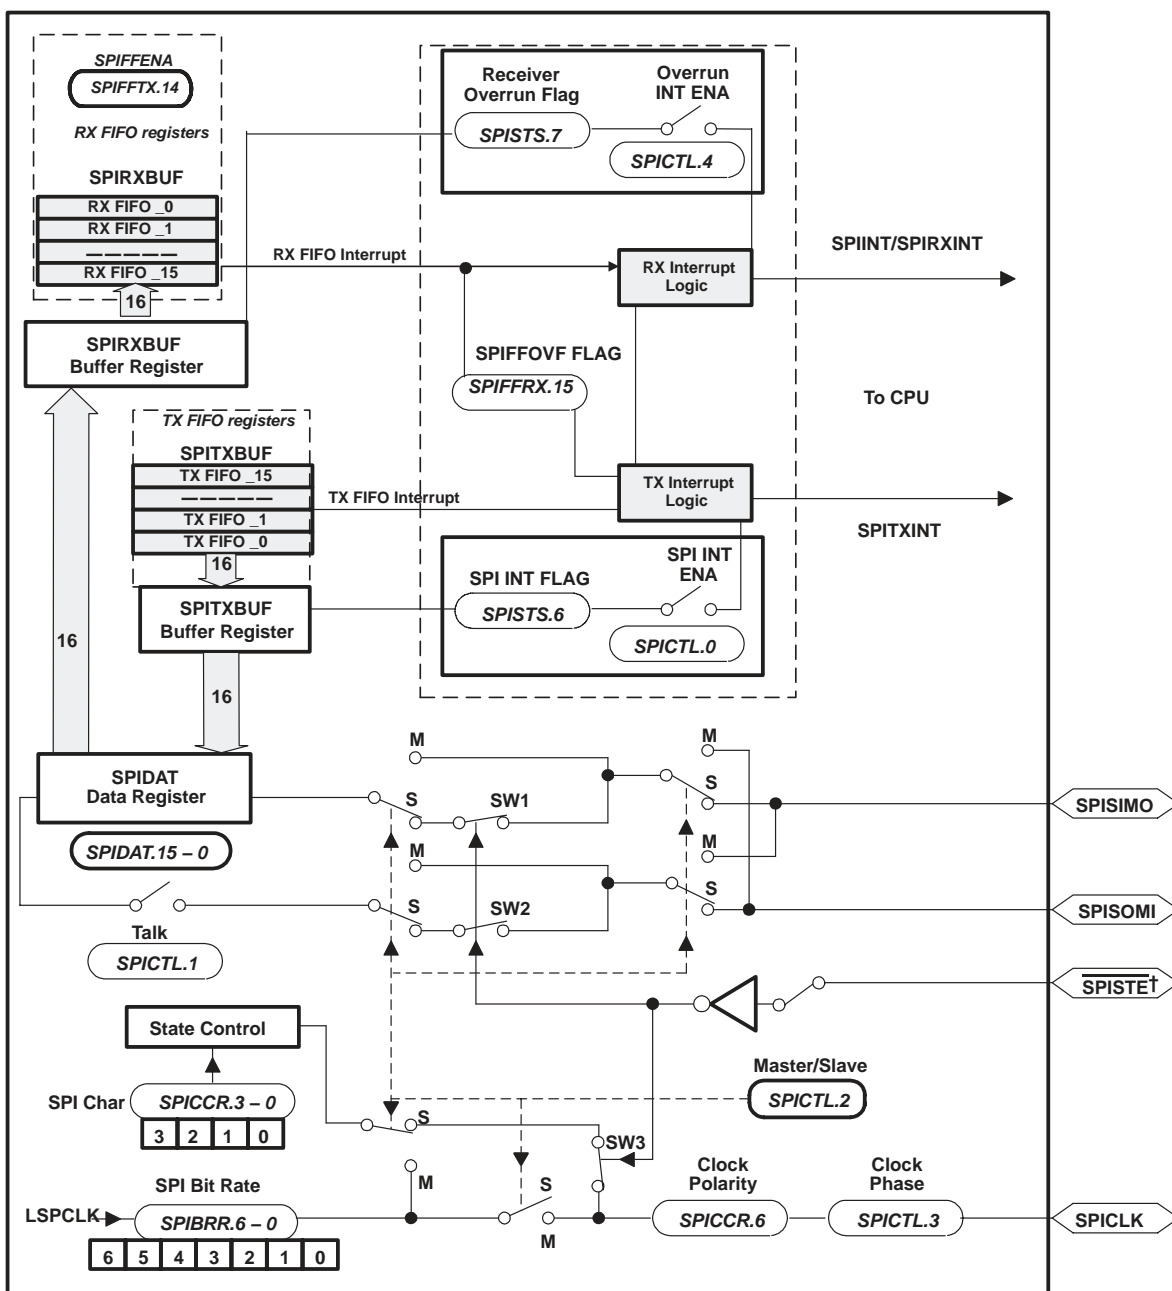 SPIFFENA
SPIFFTX.14
RX FIFO registers
SPIRXBUF
RX FIFO _0
RX FIFO _1
—————
RX FIFO _15
16
SPIRXBUF
Buffer Register
Receiver
Overrun Flag
SPISTS.7
Overrun
INT ENA
SPICTL.4
RX FIFO Interrupt
RX Interrupt
Logic
SPIINT/SPIRXINT
SPIFFOVF FLAG
SPIFFRX.15
To CPU
TX FIFO registers
SPITXBUF
TX FIFO _15
—————
TX FIFO _1
TX FIFO _0
16
TX FIFO Interrupt
TX Interrupt
Logic
SPITXINT
SPITXBUF
Buffer Register
SPI INT FLAG
SPISTS.6
SPI INT
ENA
SPICTL.0
16
16
SPIDAT
Data Register
SPIDAT.15 – 0
M
S
SW1
M
S
M
SPISIMO
M
S
SW2
S
SPISOMI
Talk
SPICTL.1
SPISTE†
State Control
Master/Slave
SPICTL.2
SPI Char
SPICCR.3 – 0
3 2 1 0
S
SW3
M
S
M
SPI Bit Rate
LSPCLK
SPIBRR.6 – 0
6 5 4 3 2 1 0
Clock
Polarity
SPICCR.6
Clock
Phase
SPICTL.3
SPICLK